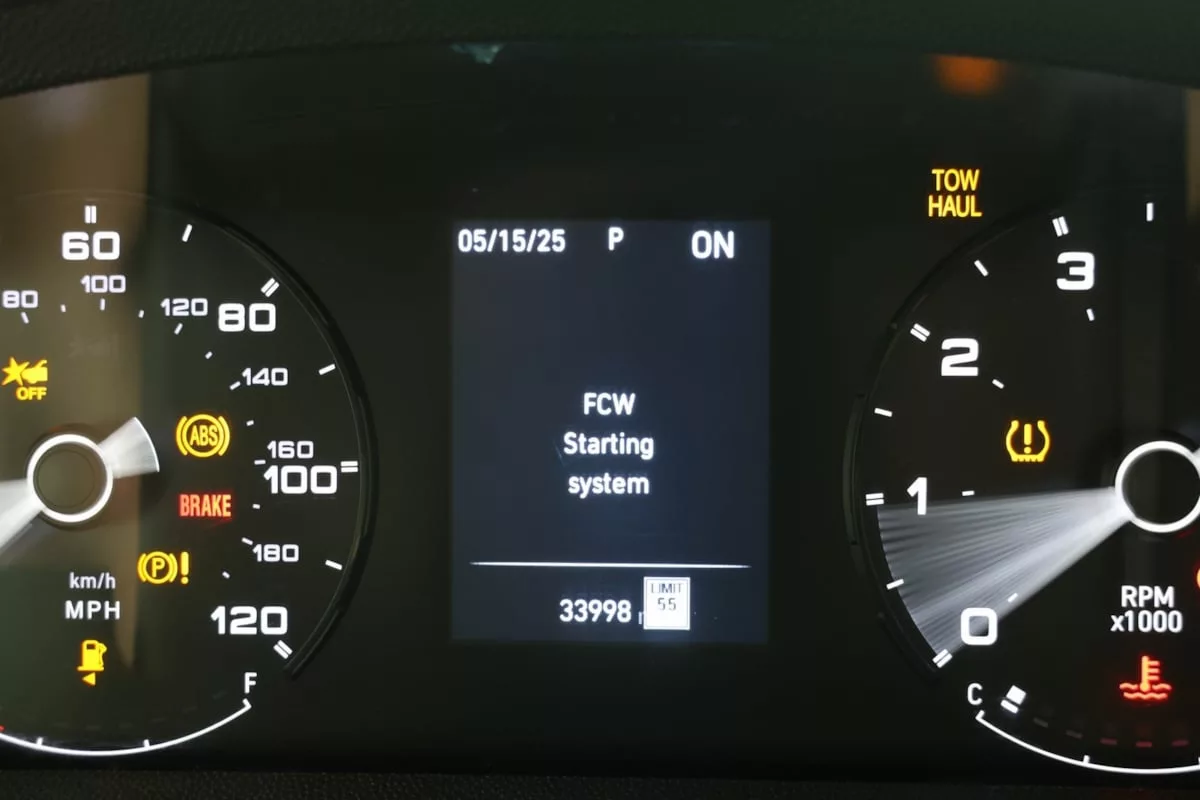 TOW
HAUL
05/15/25 P ON
60
80 100 120 80
140
OFF
ABS
160
100
BRAKE
180
P !
km/h
MPH
120
F
FCW
Starting
system
33998
LIMIT
55
3
2
!
1
0
RPM
x1000
C